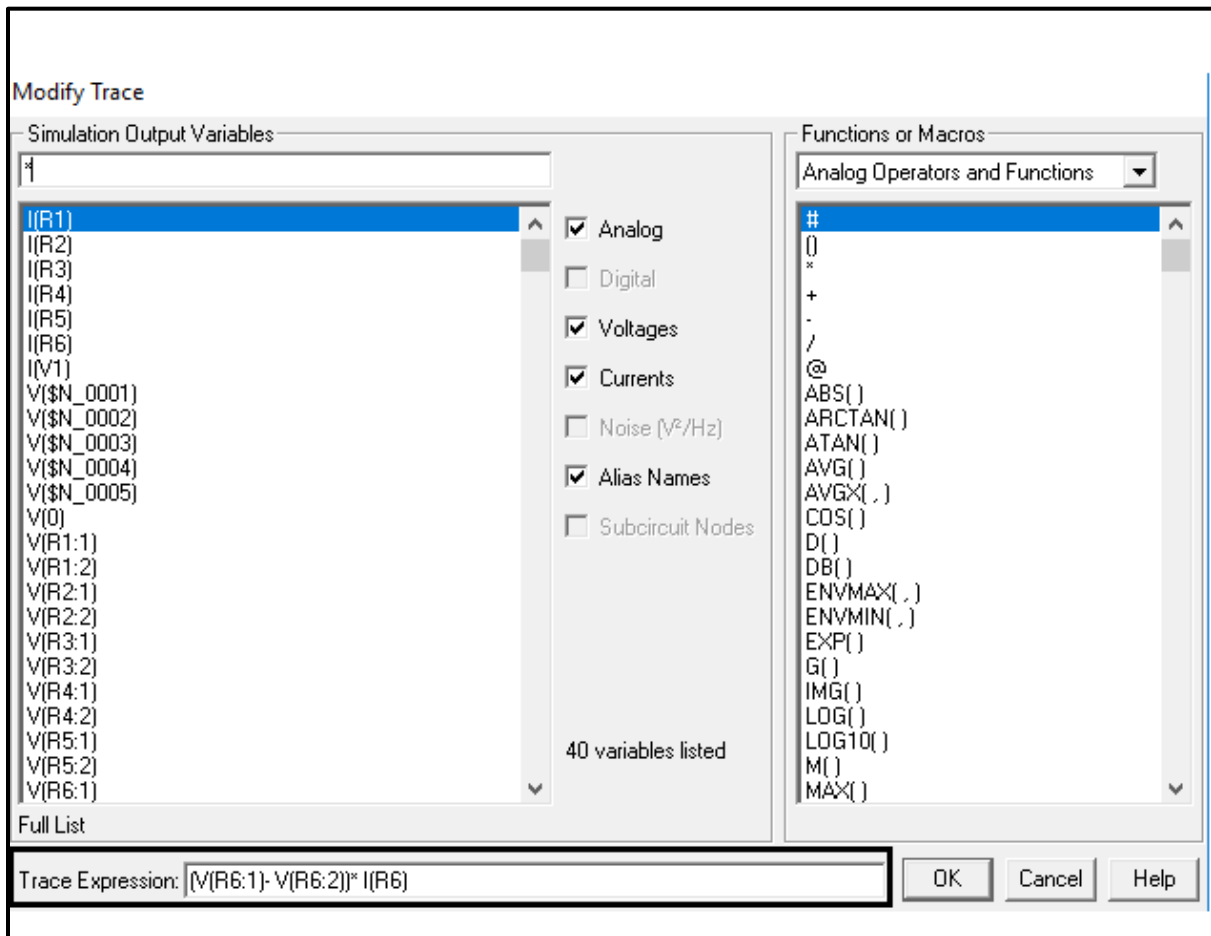 Modify Trace
Simulation Output Variables
*
I(R1)
I(R2)
I(R3)
I(R4)
I(R5)
I(R6)
I(V1)
V($N_0001)
V($N_0002)
V($N_0003)
V($N_0004)
V($N_0005)
V(0)
V(R1:1)
V(R1:2)
V(R2:1)
V(R2:2)
V(R3:1)
V(R3:2)
V(R4:1)
V(R4:2)
V(R5:1)
V(R5:2)
V(R6:1)
Full List
Analog
Digital
Voltages
Currents
Noise (V²/Hz)
Alias Names
Subcircuit Nodes
40 variables listed
Functions or Macros
Analog Operators and Functions
#
()
*
+
-
/
@
ABS( )
ARCTAN( )
ATAN( )
AVG( )
AVGX( , )
COS( )
D( )
DB( )
ENVMAX( , )
ENVMIN( , )
EXP( )
G( )
IMG( )
LOG( )
LOG10( )
M( )
MAX( )
Trace Expression: (V(R6:1)- V(R6:2))* I(R6)
OK
Cancel
Help